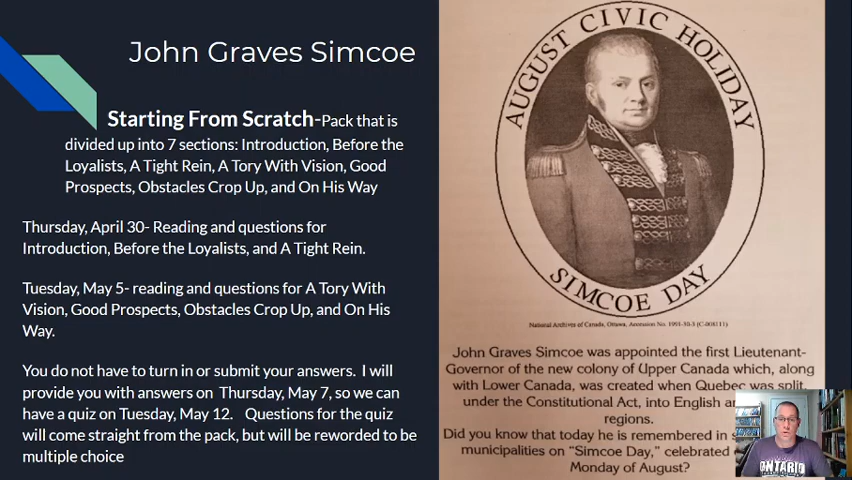 John Graves Simcoe
Starting From Scratch-Pack that is
divided up into 7 sections: Introduction, Before the
Loyalists, A Tight Rein, A Tory With Vision, Good
Prospects, Obstacles Crop Up, and On His Way
Thursday, April 30- Reading and questions for
Introduction, Before the Loyalists, and A Tight Rein.
Tuesday, May 5- reading and questions for A Tory With
Vision, Good Prospects, Obstacles Crop Up, and On His
Way.
You do not have to turn in or submit your answers. I will
provide you with answers on Thursday, May 7, so we can
have a quiz on Tuesday, May 12. Questions for the quiz
will come straight from the pack, but will be reworded to be
multiple choice
AUGUST CIVIC HOLIDAY
SIMCOE DAY
National Archives of Canada, Ottawa, Accession No. 1991-30-3 (C-008111)
John Graves Simcoe was appointed the first Lieutenant-
Governor of the new colony of Upper Canada which, along
with Lower Canada, was created when Quebec was split,
under the Constitutional Act, into English
regions.
Did you know that today he is remembered in
municipalities on "Simcoe Day," celebrated
Monday of August?
ONTARIO